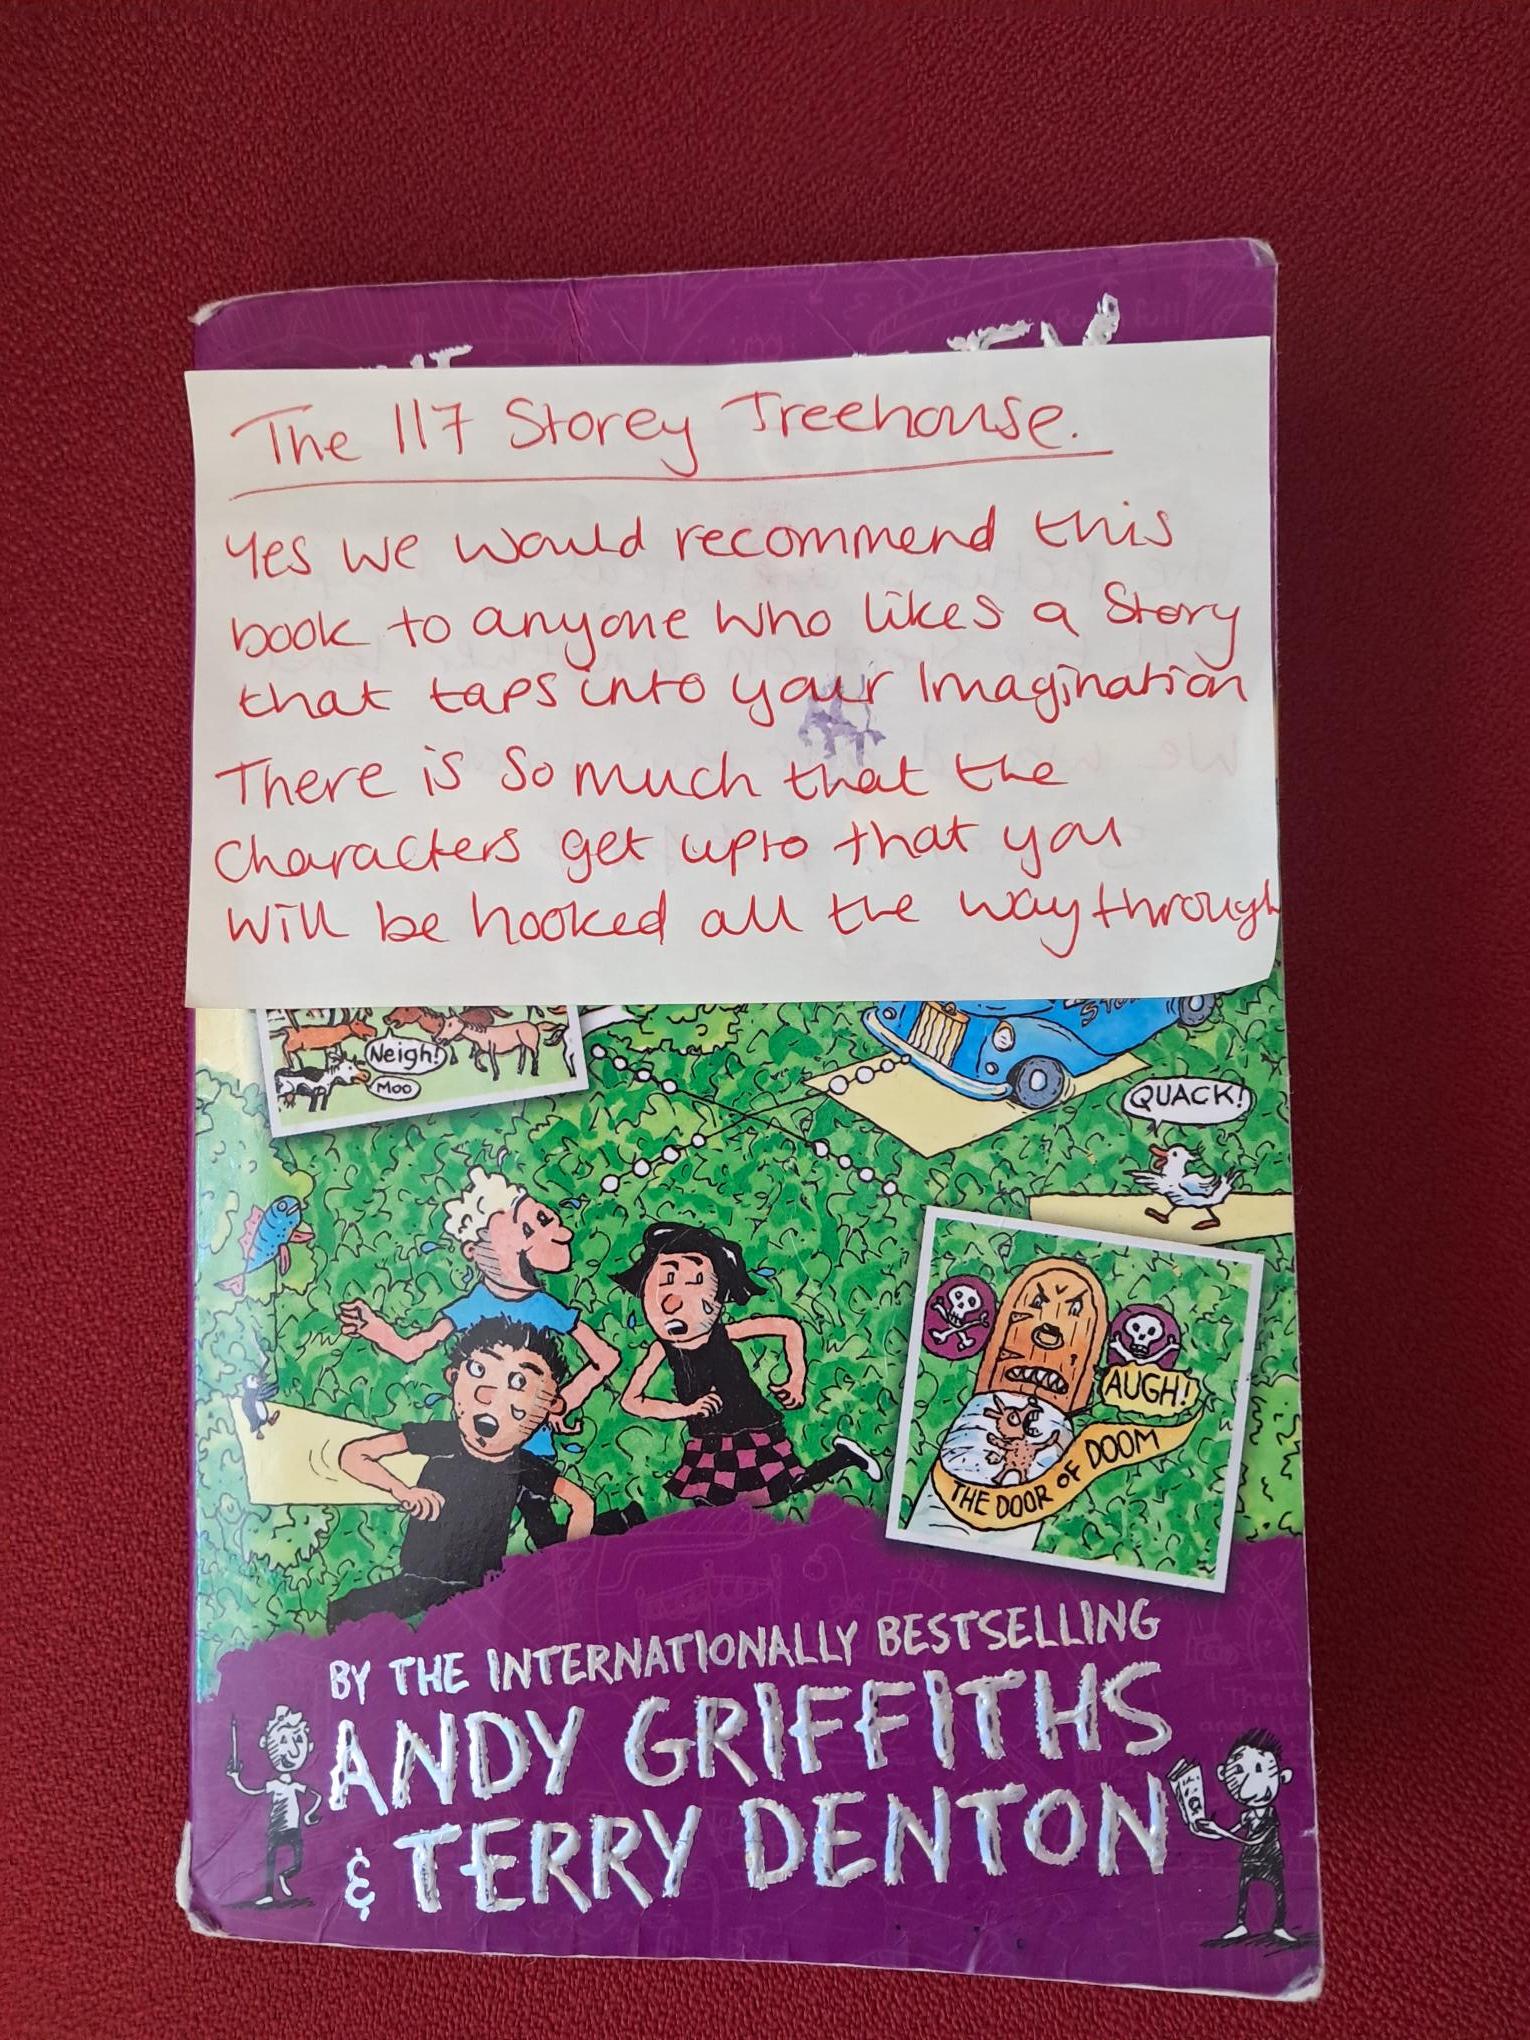 The 117 Storey Treehouse.
Yes we would recommend this
book to anyone who likes a Story
that taps into your Imagination
There is so much that the
characters get upto that you
will be hooked all the way through
Neigh!
Moo
QUACK!
AUGH!
THE DOOR OF DOOM
BY THE INTERNATIONALLY BESTSELLING
ANDY GRIFFITHS
& TERRY DENTON